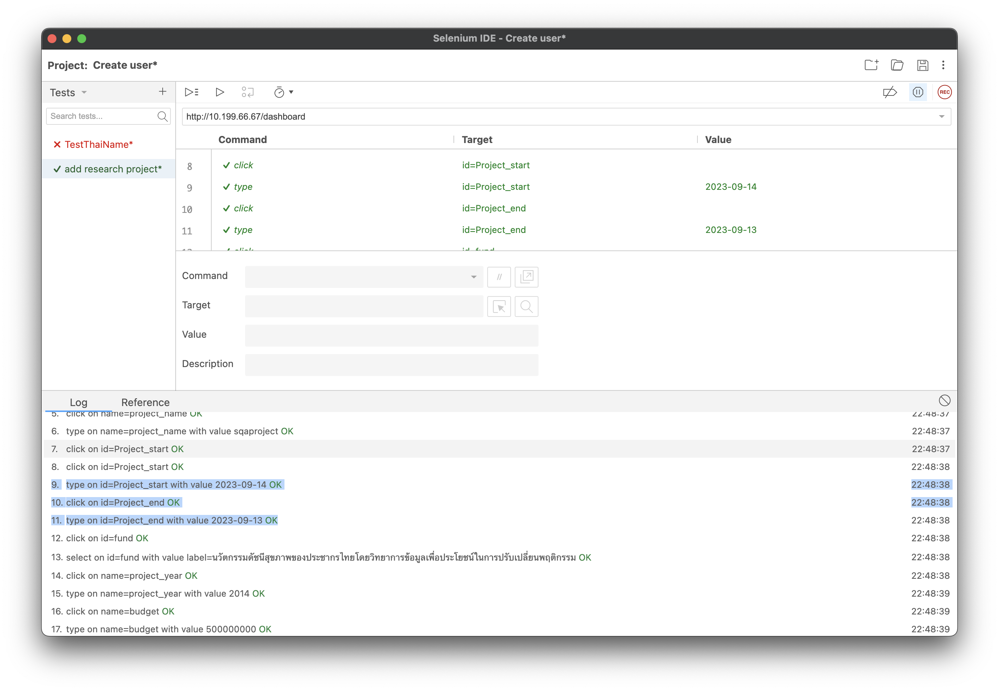 Selenium IDE - Create user*
Project: Create user*
Tests
Search tests...
TestThaiName*
add research project*
REC
http://10.199.66.67/dashboard
Command Target Value
8 click id=Project_start
9 type id=Project_start 2023-09-14
10 click id=Project_end
11 type id=Project_end 2023-09-13
12 click id=fund
Command //
Target
Value
Description
Log Reference
5. click on name=project_name OK 22:48:37
6. type on name=project_name with value sqaproject OK 22:48:37
7. click on id=Project_start OK 22:48:37
8. click on id=Project_start OK 22:48:38
9. type on id=Project_start with value 2023-09-14 OK 22:48:38
10. click on id=Project_end OK 22:48:38
11. type on id=Project_end with value 2023-09-13 OK 22:48:38
12. click on id=fund OK 22:48:38
13. select on id=fund with value label=นวัตกรรมดัชนีสุขภาพของประชากรไทยโดยวิทยาการข้อมูลเพื่อประโยชน์ในการปรับเปลี่ยนพฤติกรรม OK 22:48:38
14. click on name=project_year OK 22:48:38
15. type on name=project_year with value 2014 OK 22:48:39
16. click on name=budget OK 22:48:39
17. type on name=budget with value 500000000 OK 22:48:39